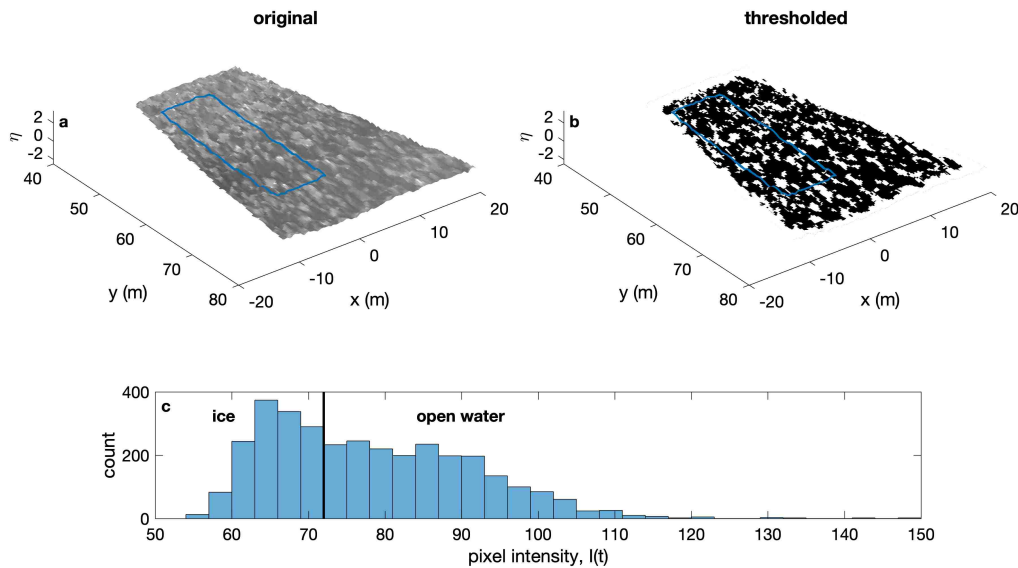 original
thresholded
a
b
η
2
0
-2
40
50
60
70
80
y (m)
-20
-10
0
10
20
x (m)
η
2
0
-2
40
50
60
70
80
y (m)
-20
-10
0
10
20
x (m)
c
ice
open water
count
400
200
0
50 60 70 80 90 100 110 120 130 140 150
pixel intensity, I(t)